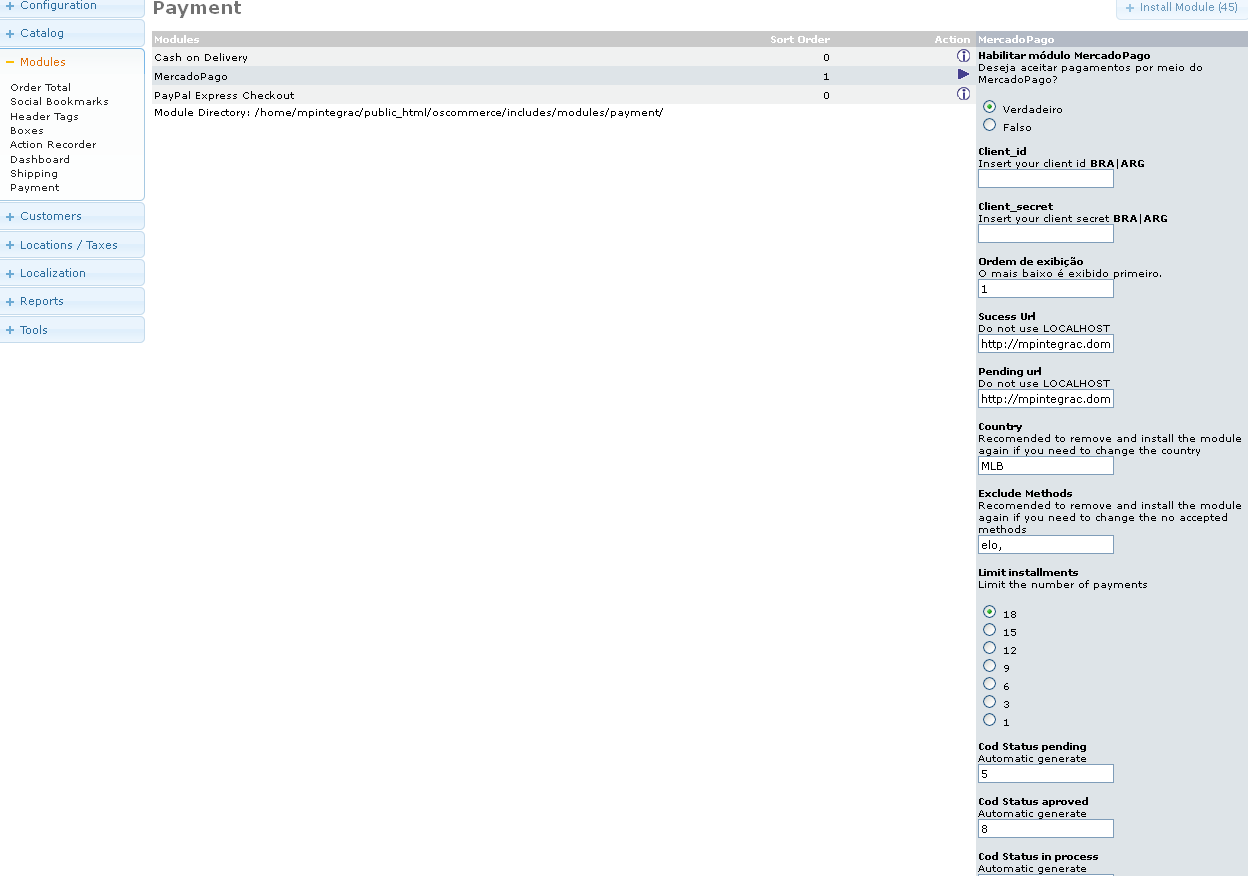 Configuration
Catalog
Modules
Order Total
Social Bookmarks
Header Tags
Boxes
Action Recorder
Dashboard
Shipping
Payment
Customers
Locations / Taxes
Localization
Reports
Tools
Payment
Install Module (45)
Modules Sort Order Action
Cash on Delivery 0
MercadoPago 1
PayPal Express Checkout 0
Module Directory: /home/mpintegrac/public_html/oscommerce/includes/modules/payment/
MercadoPago
Habilitar módulo MercadoPago
Deseja aceitar pagamentos por meio do
MercadoPago?
Verdadeiro
Falso
Client_id
Insert your client id BRA|ARG
Client_secret
Insert your client secret BRA|ARG
Ordem de exibição
O mais baixo é exibido primeiro.
1
Sucess Url
Do not use LOCALHOST
http://mpintegrac.dom
Pending url
Do not use LOCALHOST
http://mpintegrac.dom
Country
Recomended to remove and install the module
again if you need to change the country
MLB
Exclude Methods
Recomended to remove and install the module
again if you need to change the no accepted
methods
elo,
Limit installments
Limit the number of payments
18
15
12
9
6
3
1
Cod Status pending
Automatic generate
5
Cod Status aproved
Automatic generate
8
Cod Status in process
Automatic generate